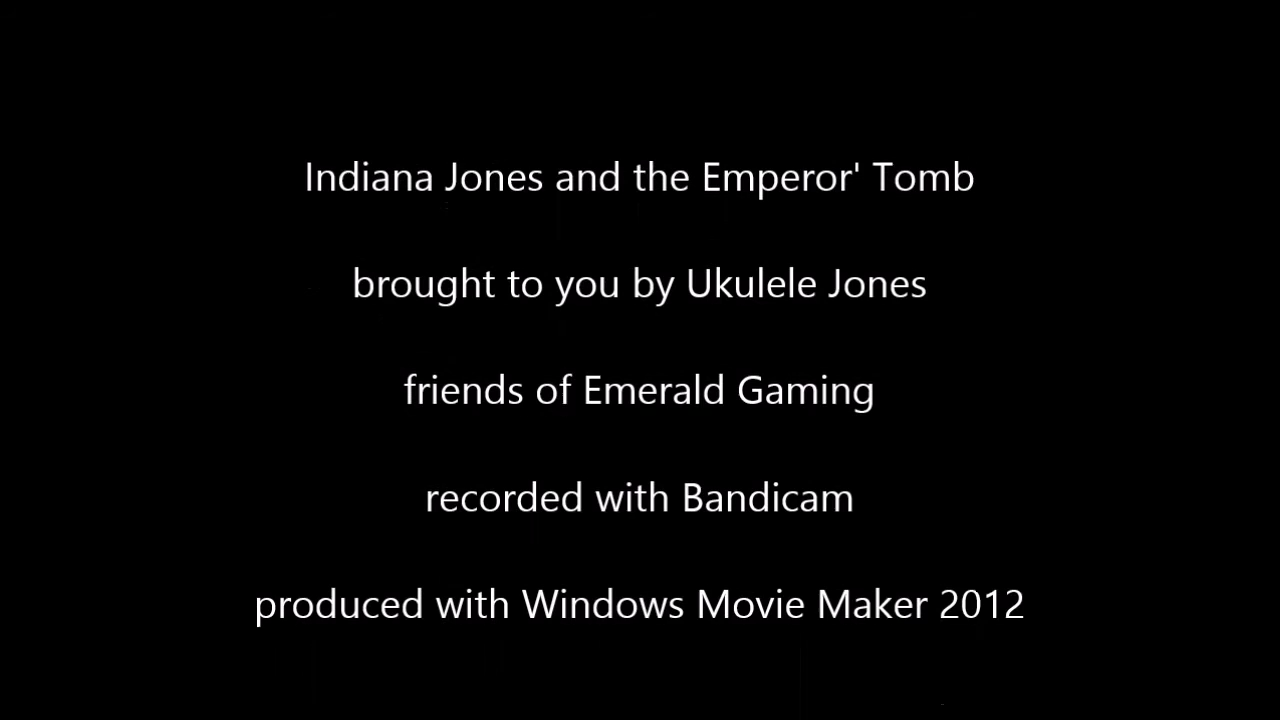 Indiana Jones and the Emperor' Tomb
brought to you by Ukulele Jones
friends of Emerald Gaming
recorded with Bandicam
produced with Windows Movie Maker 2012